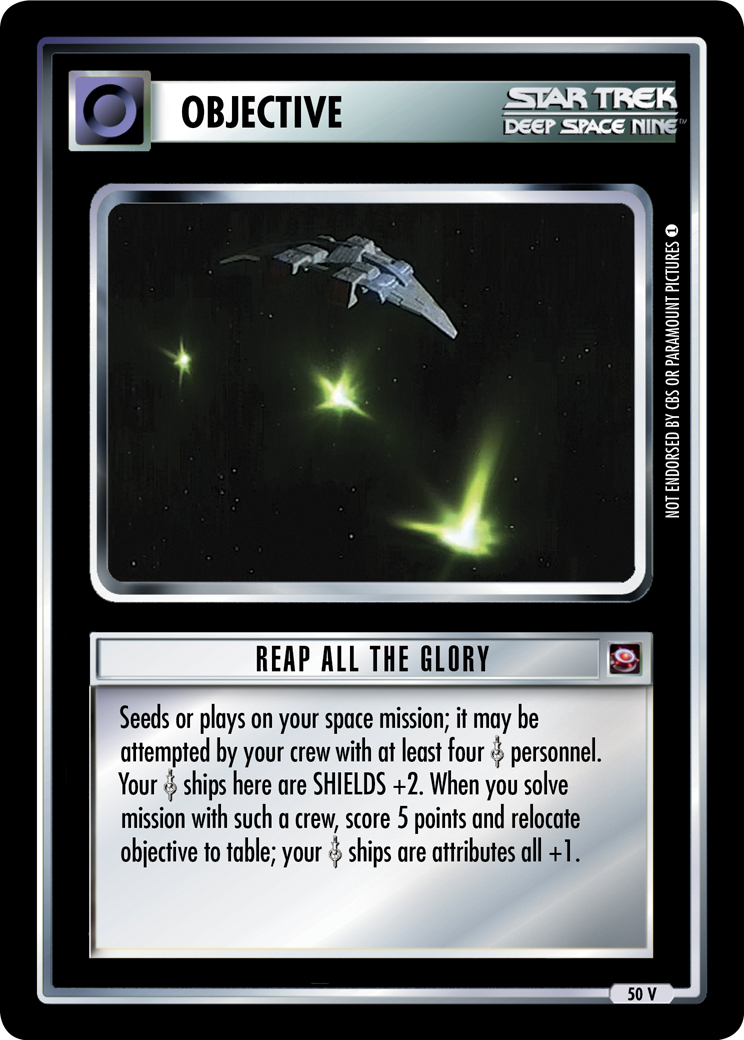 OBJECTIVE
STAR TREK
DEEP SPACE NINE™
NOT ENDORSED BY CBS OR PARAMOUNT PICTURES 1
REAP ALL THE GLORY
Seeds or plays on your space mission; it may be
attempted by your crew with at least four personnel.
Your ships here are SHIELDS +2. When you solve
mission with such a crew, score 5 points and relocate
objective to table; your ships are attributes all +1.
50 V